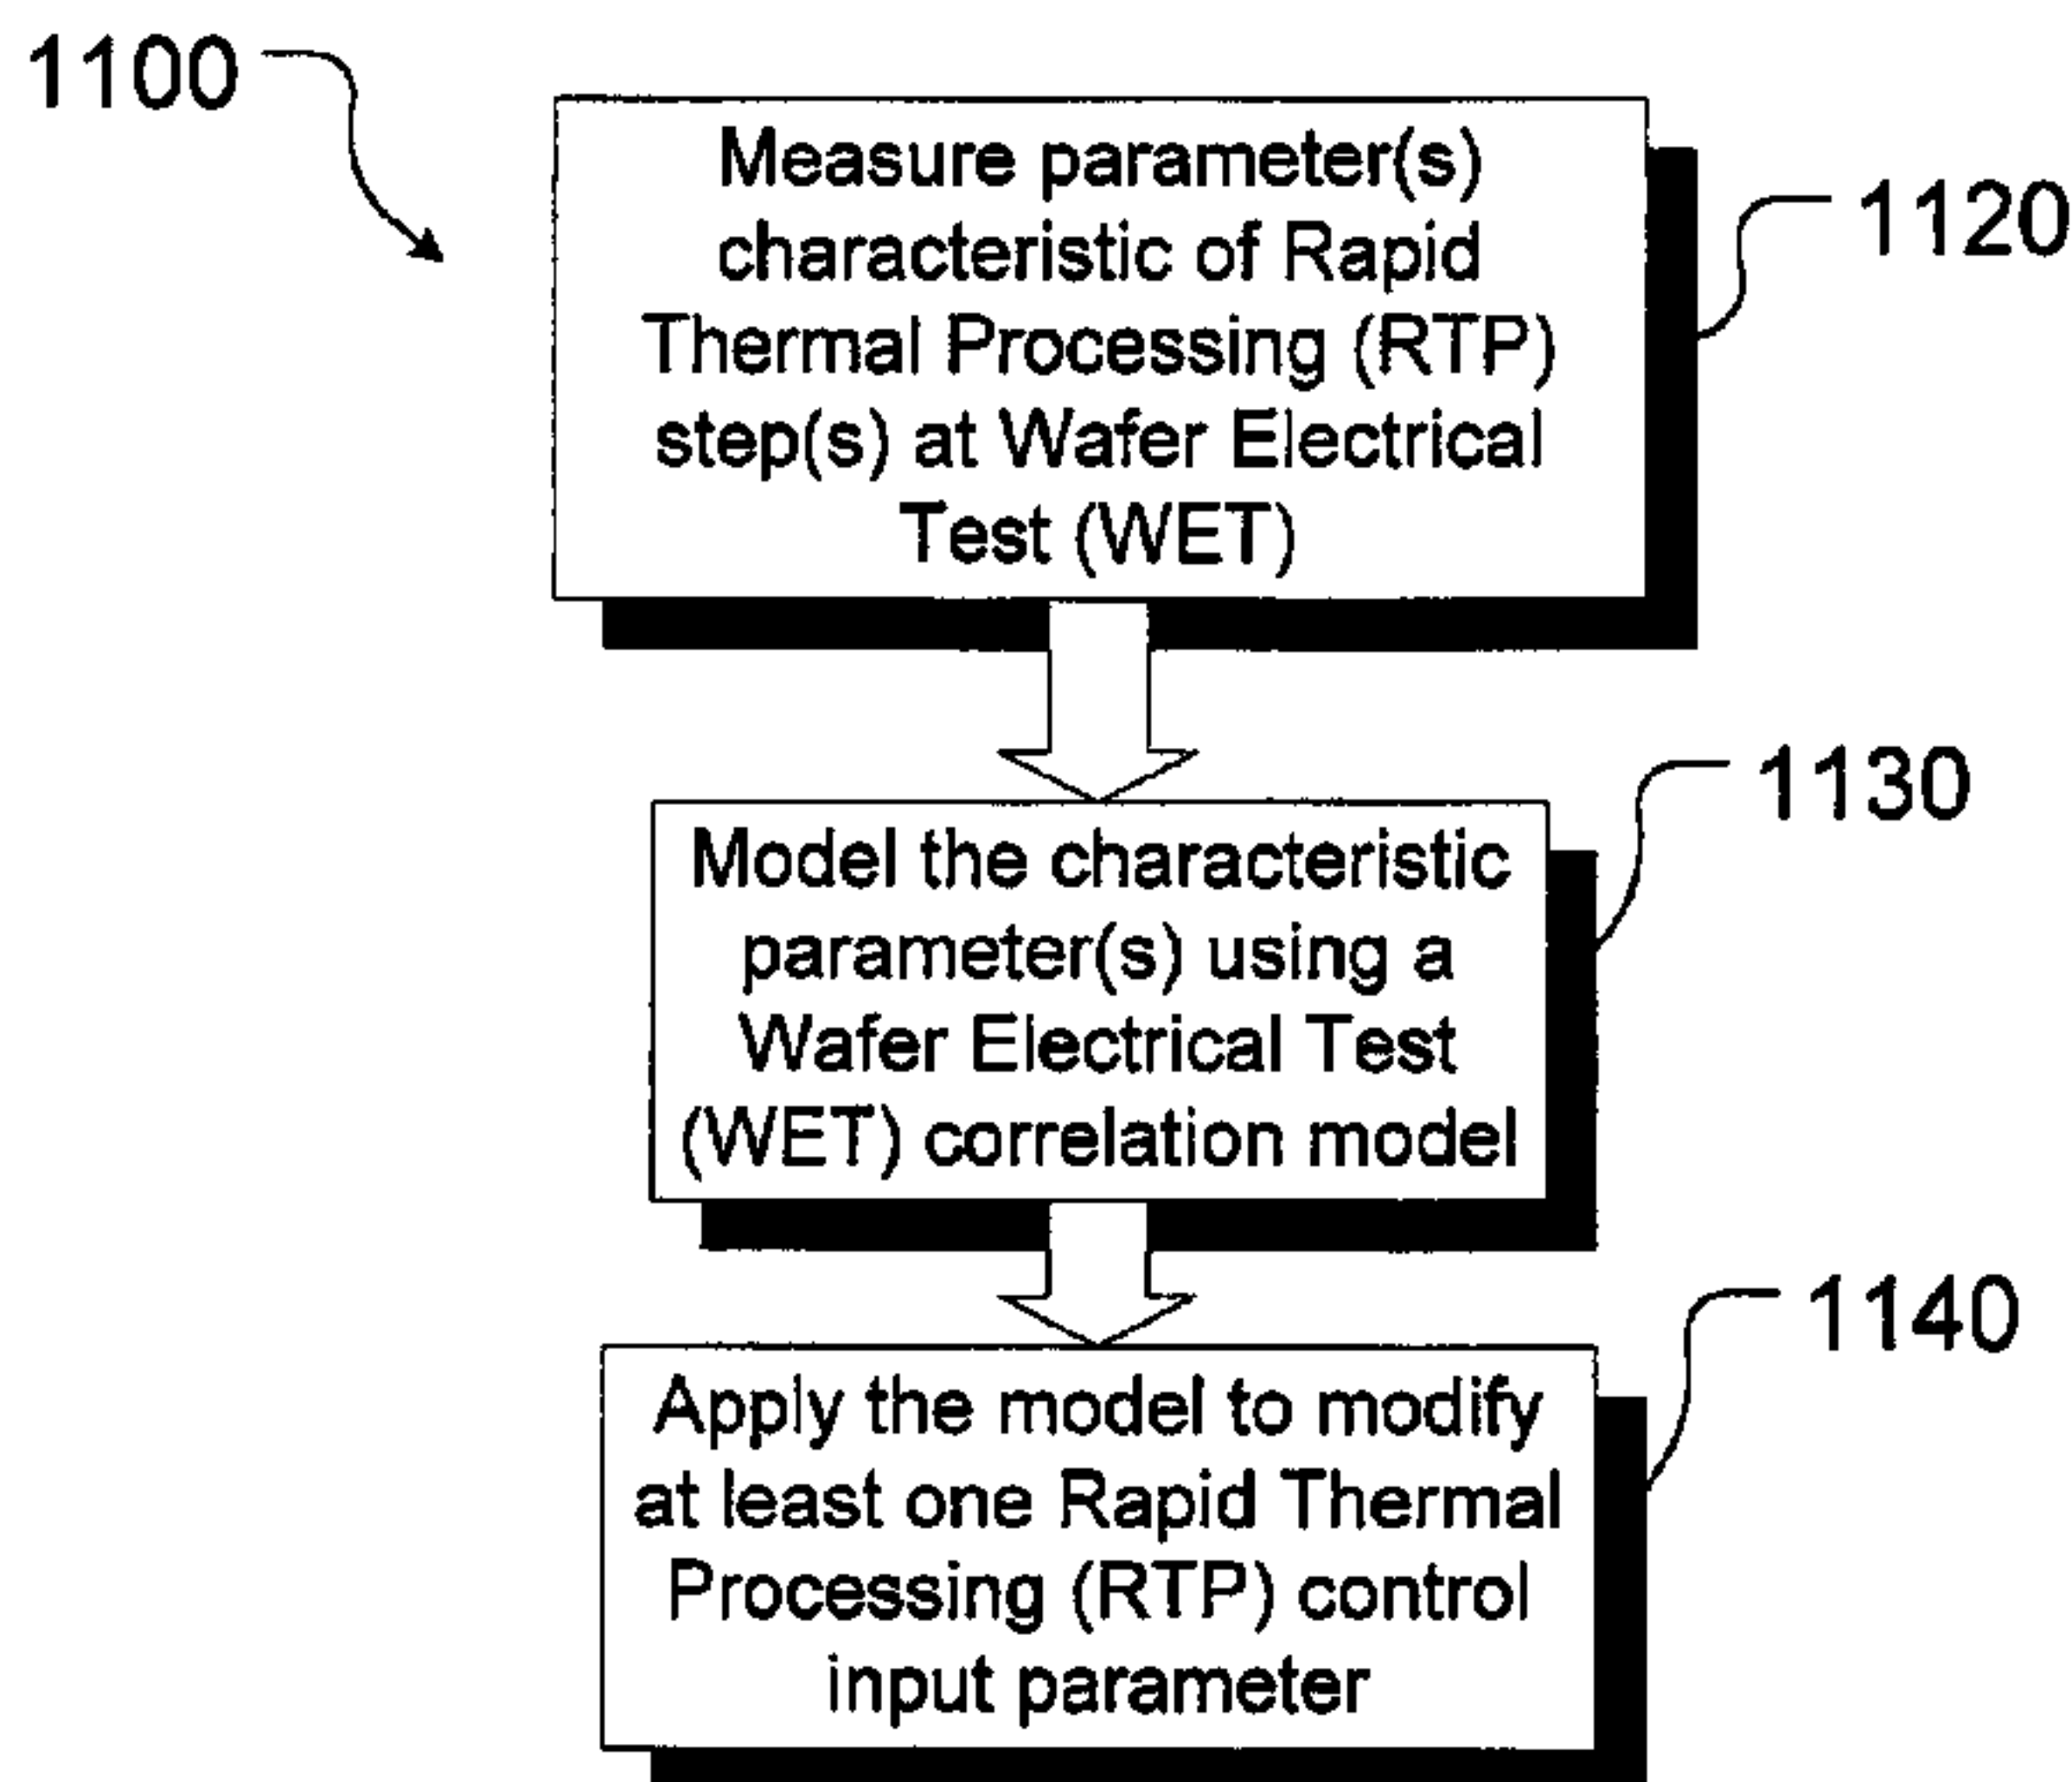 1100
Measure parameter(s)
characteristic of Rapid
Thermal Processing (RTP)
step(s) at Wafer Electrical
Test (WET)
1120
Model the characteristic
parameter(s) using a
Wafer Electrical Test
(WET) correlation model
1130
Apply the model to modify
at least one Rapid Thermal
Processing (RTP) control
input parameter
1140